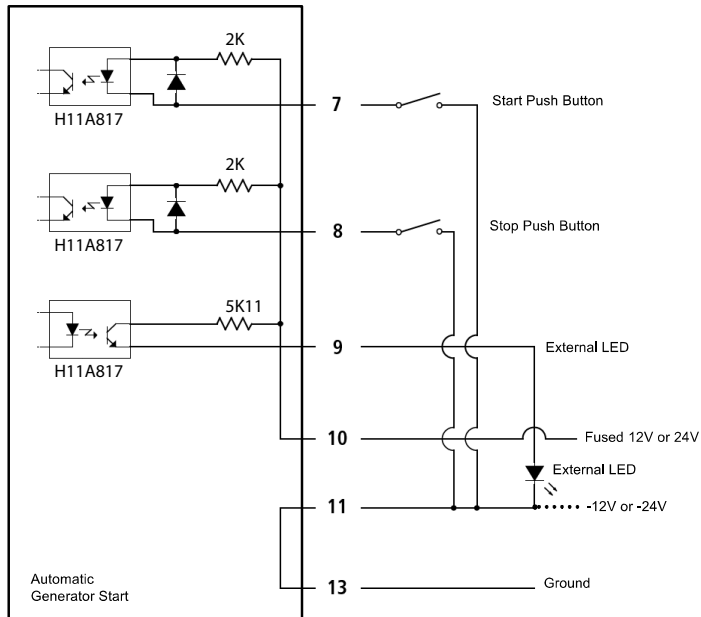 2K
H11A817
7
Start Push Button
2K
H11A817
8
Stop Push Button
5K11
H11A817
9
External LED
10
Fused 12V or 24V
External LED
11
-12V or -24V
Automatic
Generator Start
13
Ground